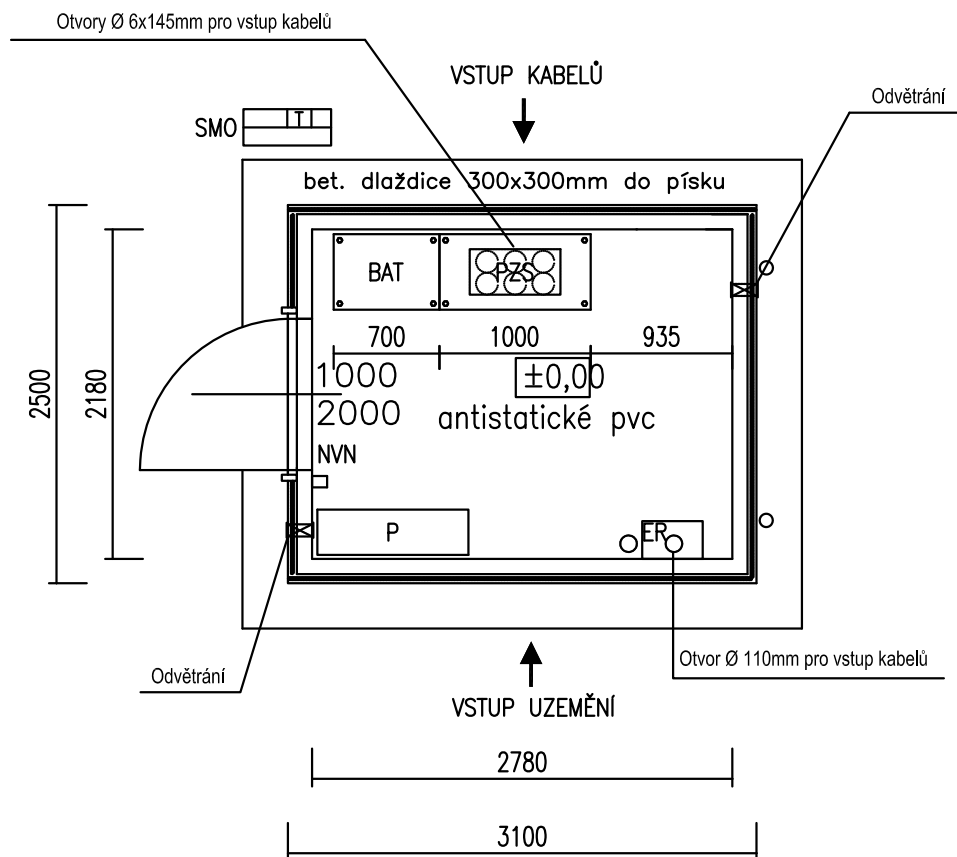 Otvory Ø 6x145mm pro vstup kabelů
VSTUP KABELŮ
Odvětrání
SMO
T
bet. dlaždice 300x300mm do písku
BAT
PZS
700
1000
935
1000
2000
±0,00
antistatické pvc
2500
2180
NVN
P
ER
Odvětrání
Otvor Ø 110mm pro vstup kabelů
VSTUP UZEMĚNÍ
2780
3100